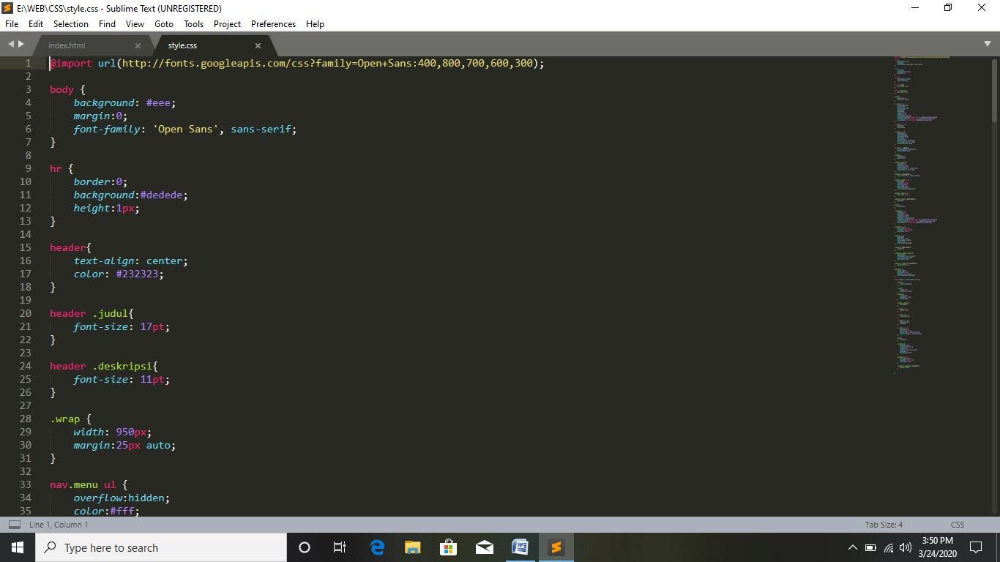 E:\WEB\CSS\style.css - Sublime Text (UNREGISTERED)
File Edit Selection Find View Goto Tools Project Preferences Help
index.html style.css
1 @import url(http://fonts.googleapis.com/css?family=Open+Sans:400,800,700,600,300);
2
3 body {
4 background: #eee;
5 margin:0;
6 font-family: 'Open Sans', sans-serif;
7 }
8
9 hr {
10 border:0;
11 background:#dedede;
12 height:1px;
13 }
14
15 header{
16 text-align: center;
17 color: #232323;
18 }
19
20 header .judul{
21 font-size: 17pt;
22 }
23
24 header .deskripsi{
25 font-size: 11pt;
26 }
27
28 .wrap {
29 width: 950px;
30 margin:25px auto;
31 }
32
33 nav.menu ul {
34 overflow:hidden;
35 color:#fff;
Line 1, Column 1 Tab Size: 4 CSS
Type here to search
3:50 PM
3/24/2020